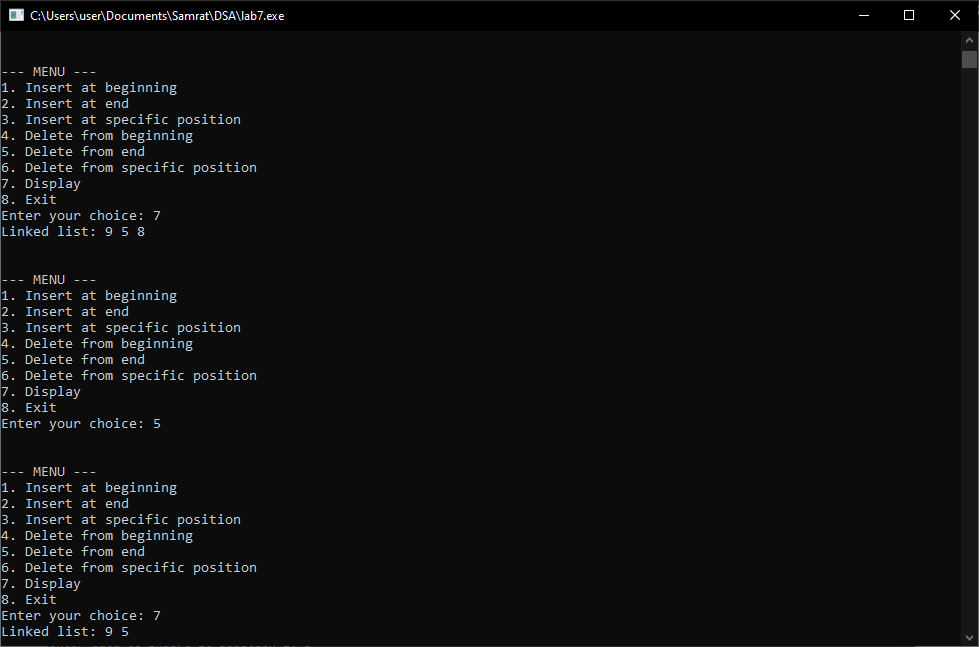 C:\Users\user\Documents\Samrat\DSA\lab7.exe
--- MENU ---
1. Insert at beginning
2. Insert at end
3. Insert at specific position
4. Delete from beginning
5. Delete from end
6. Delete from specific position
7. Display
8. Exit
Enter your choice: 7
Linked list: 9 5 8
--- MENU ---
1. Insert at beginning
2. Insert at end
3. Insert at specific position
4. Delete from beginning
5. Delete from end
6. Delete from specific position
7. Display
8. Exit
Enter your choice: 5
--- MENU ---
1. Insert at beginning
2. Insert at end
3. Insert at specific position
4. Delete from beginning
5. Delete from end
6. Delete from specific position
7. Display
8. Exit
Enter your choice: 7
Linked list: 9 5